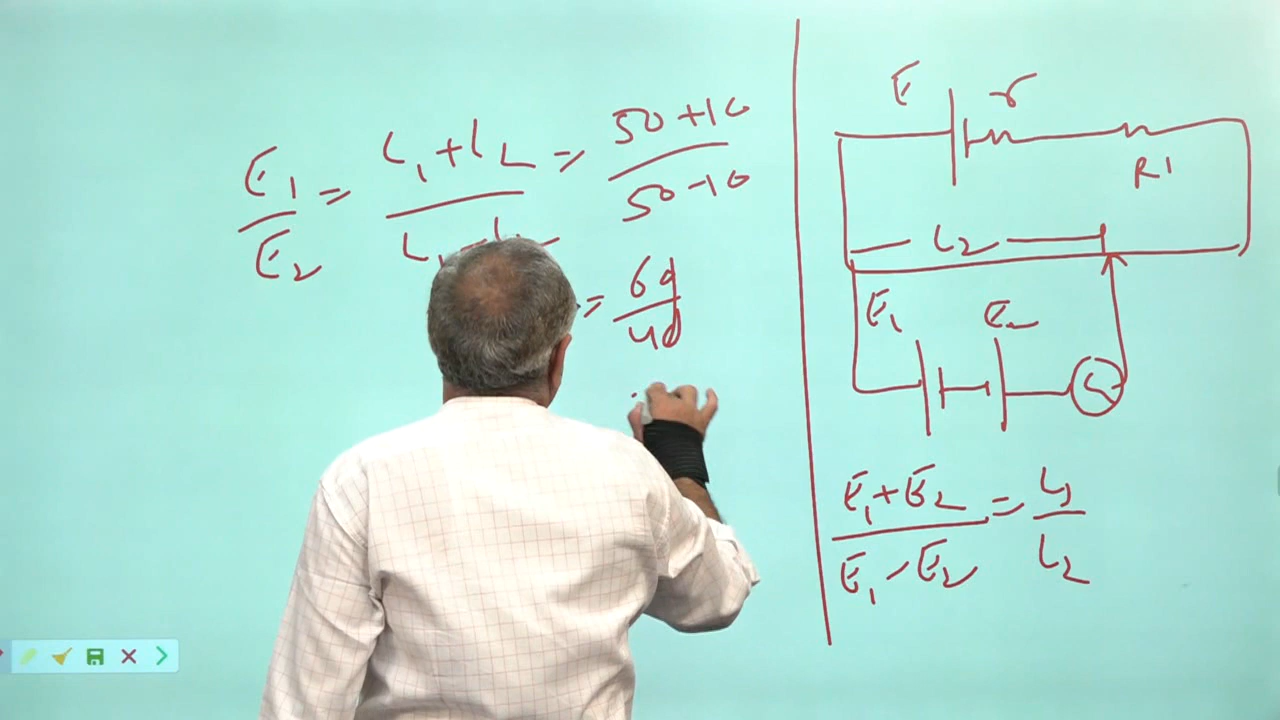 E₁/E₂ = (L₁+L₂)/(L₁-L₂) => (50+10)/(50-10)
= 60/40
E r
R1
L2
E₁ E₂
G
(E₁+E₂)/(E₁-E₂) = L₁/L₂